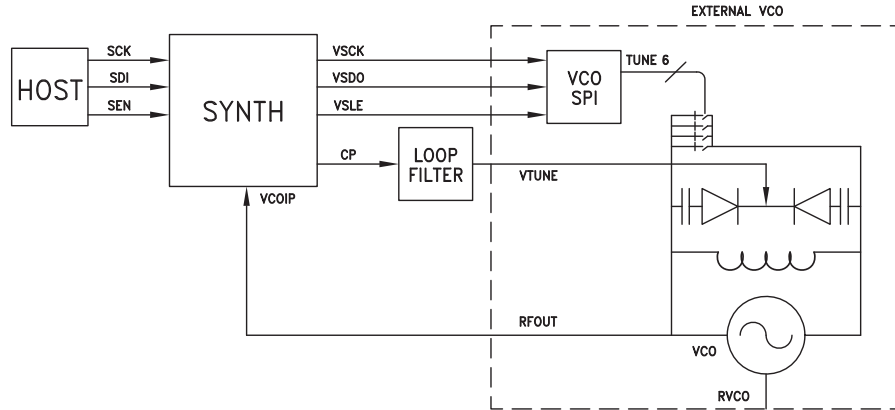 EXTERNAL VCO
HOST
SCK
SDI
SEN
SYNTH
VSCK
VSDO
VSLE
VCO
SPI
TUNE 6
CP
LOOP
FILTER
VTUNE
VCOIP
RFOUT
VCO
RVCO